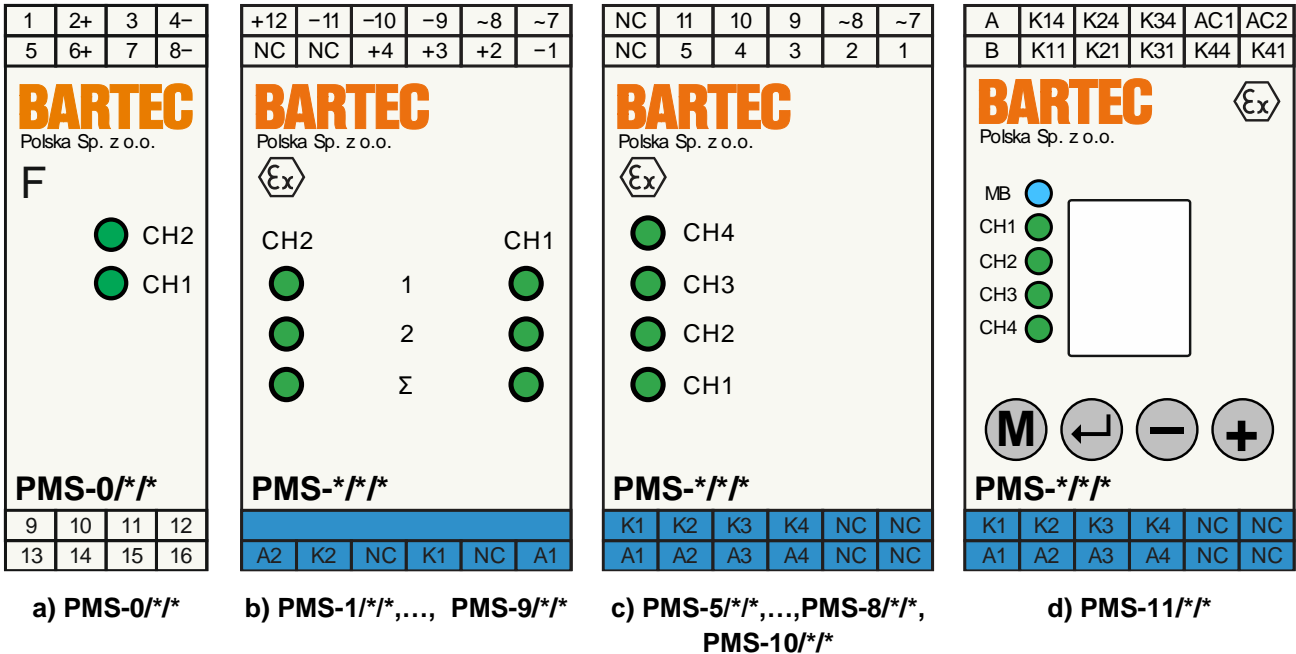 1 2+ 3 4−
5 6+ 7 8−
BARTEC
Polska Sp. z o.o.
F
CH2
CH1
PMS-0/*/*
9 10 11 12
13 14 15 16
a) PMS-0/*/*
+12 −11 −10 −9 ~8 ~7
NC NC +4 +3 +2 −1
BARTEC
Polska Sp. z o.o.
Ex
CH2 CH1
1
2
Σ
PMS-*/*/*
A2 K2 NC K1 NC A1
b) PMS-1/*/*,…, PMS-9/*/*
NC 11 10 9 ~8 ~7
NC 5 4 3 2 1
BARTEC
Polska Sp. z o.o.
Ex
CH4
CH3
CH2
CH1
PMS-*/*/*
K1 K2 K3 K4 NC NC
A1 A2 A3 A4 NC NC
c) PMS-5/*/*,…,PMS-8/*/*,
PMS-10/*/*
A K14 K24 K34 AC1 AC2
B K11 K21 K31 K44 K41
BARTEC
Ex
Polska Sp. z o.o.
MB
CH1
CH2
CH3
CH4
M − +
PMS-*/*/*
K1 K2 K3 K4 NC NC
A1 A2 A3 A4 NC NC
d) PMS-11/*/*